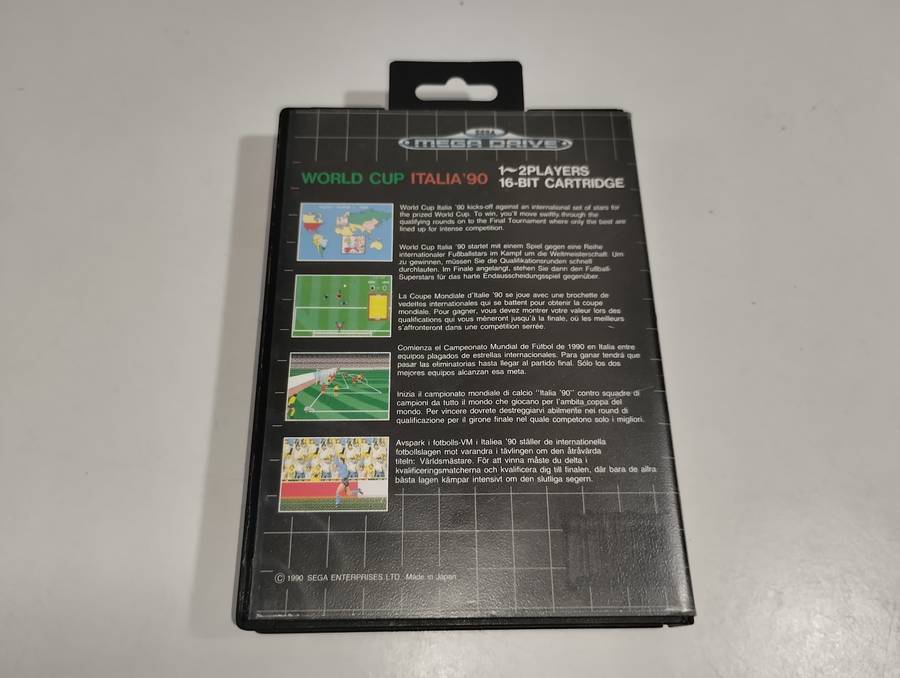 SEGA
MEGA DRIVE
WORLD CUP ITALIA'90
1~2PLAYERS
16-BIT CARTRIDGE
World Cup Italia '90 kicks-off against an international set of stars for
the prized World Cup. To win, you'll move swiftly through the
qualifying rounds on to the Final Tournament where only the best are
lined up for intense competition.
World Cup Italia '90 startet mit einem Spiel gegen eine Reihe
internationaler Fußballstars im Kampf um die Weltmeisterschaft. Um
zu gewinnen, müssen Sie die Qualifikationsrunden schnell
durchlaufen. Im Finale angelangt, stehen Sie dann den Fußball-
Superstars für das harte Endausscheidungsspiel gegenüber.
La Coupe Mondiale d'Italie '90 se joue avec une brochette de
vedettes internationales qui se battent pour obtenir la coupe
mondiale. Pour gagner, vous devez montrer votre valeur lors des
qualifications qui vous mèneront jusqu'à la finale, où les meilleurs
s'affronteront dans une compétition serrée.
Comienza el Campeonato Mundial de Fútbol de 1990 en Italia entre
equipos plagados de estrellas internacionales. Para ganar tendrá que
pasar las eliminatorias hasta llegar al partido final. Sólo los dos
mejores equipos alcanzan esa meta.
Inizia il campionato mondiale di calcio "Italia '90" contro squadre di
campioni da tutto il mondo che giocano per l'ambita coppa del
mondo. Per vincere dovrete destreggiarvi abilmente nei round di
qualificazione per il girone finale nel quale competono solo i migliori.
Avspark i fotbolls-VM i Italiea '90 ställer de internationella
fotbollslagen mot varandra i tävlingen om den åtråvärda
titeln: Världsmästare. För att vinna måste du delta i
kvalificeringsmatcherna och kvalificera dig till finalen, där bara de allra
bästa lagen kämpar intensivt om den slutliga segern.
© 1990 SEGA ENTERPRISES LTD. Made in Japan